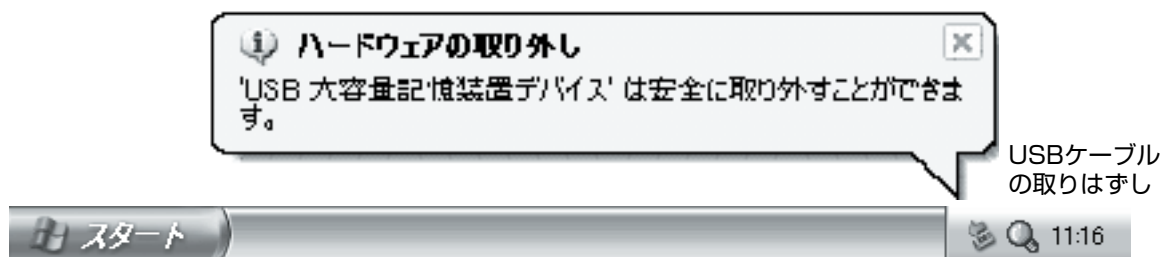 ハードウェアの取り外し
'USB 大容量記憶装置デバイス' は安全に取り外すことができま
す。
USBケーブル
の取りはずし
スタート
11:16